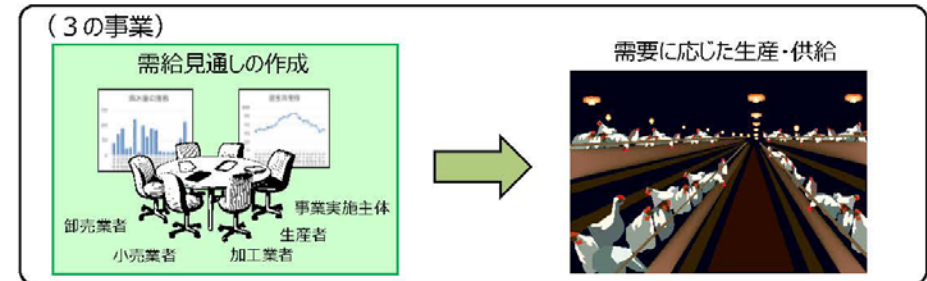 （３の事業）
需給見通しの作成
需要に応じた生産・供給
事業実施主体
卸売業者
生産者
小売業者
加工業者